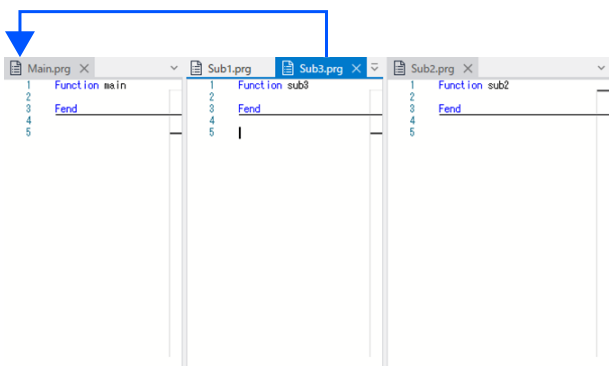 Main.prg
1 Function main
2
3 Fend
4
5
Sub1.prg Sub3.prg
1 Function sub3
2
3 Fend
4
5
Sub2.prg
1 Function sub2
2
3 Fend
4
5